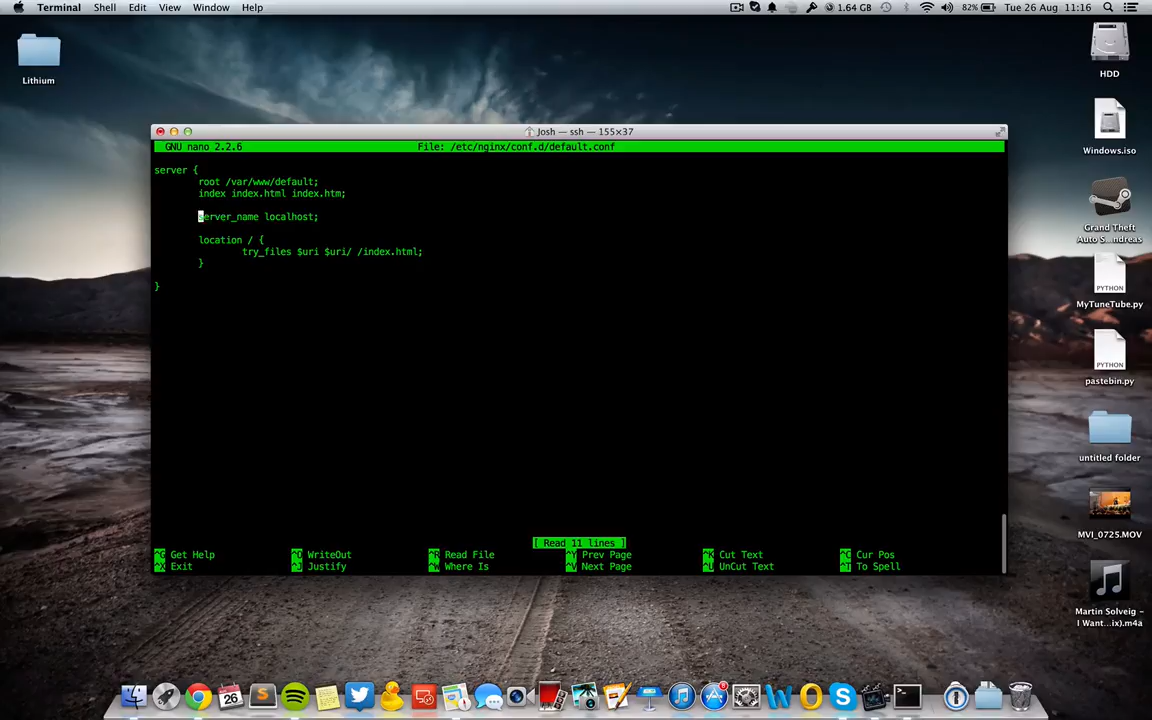 Terminal Shell Edit View Window Help 1.64 GB 82% Tue 26 Aug 11:16
Lithium
HDD
Windows.iso
Grand Theft
Auto S...ndreas
PYTHON
MyTuneTube.py
PYTHON
pastebin.py
untitled folder
MVI_0725.MOV
Martin Solveig –
I Want...ix).m4a
Josh — ssh — 155×37
GNU nano 2.2.6 File: /etc/nginx/conf.d/default.conf
server {
root /var/www/default;
index index.html index.htm;
server_name localhost;
location / {
try_files $uri $uri/ /index.html;
}
}
[ Read 11 lines ]
^G Get Help ^O WriteOut ^R Read File ^Y Prev Page ^K Cut Text ^C Cur Pos
^X Exit ^J Justify ^W Where Is ^V Next Page ^U UnCut Text ^T To Spell
26